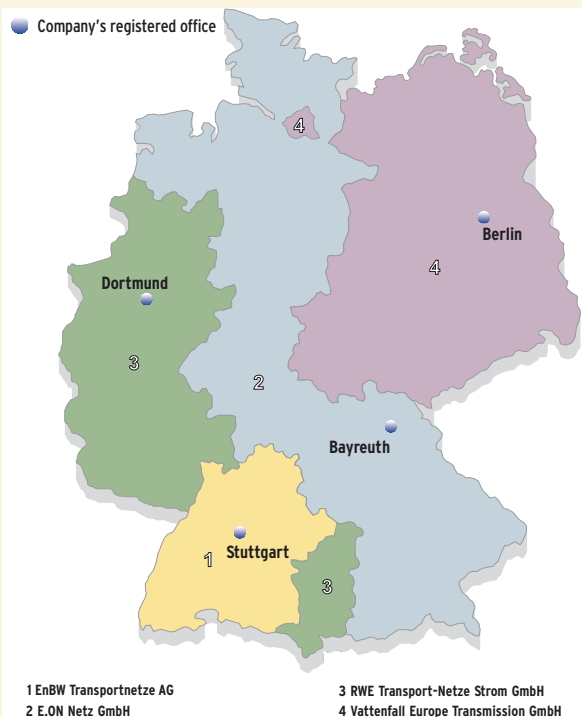 Company's registered office
4
Berlin
4
Dortmund
3
2
Bayreuth
Stuttgart
1
3
1 EnBW Transportnetze AG
2 E.ON Netz GmbH
3 RWE Transport-Netze Strom GmbH
4 Vattenfall Europe Transmission GmbH